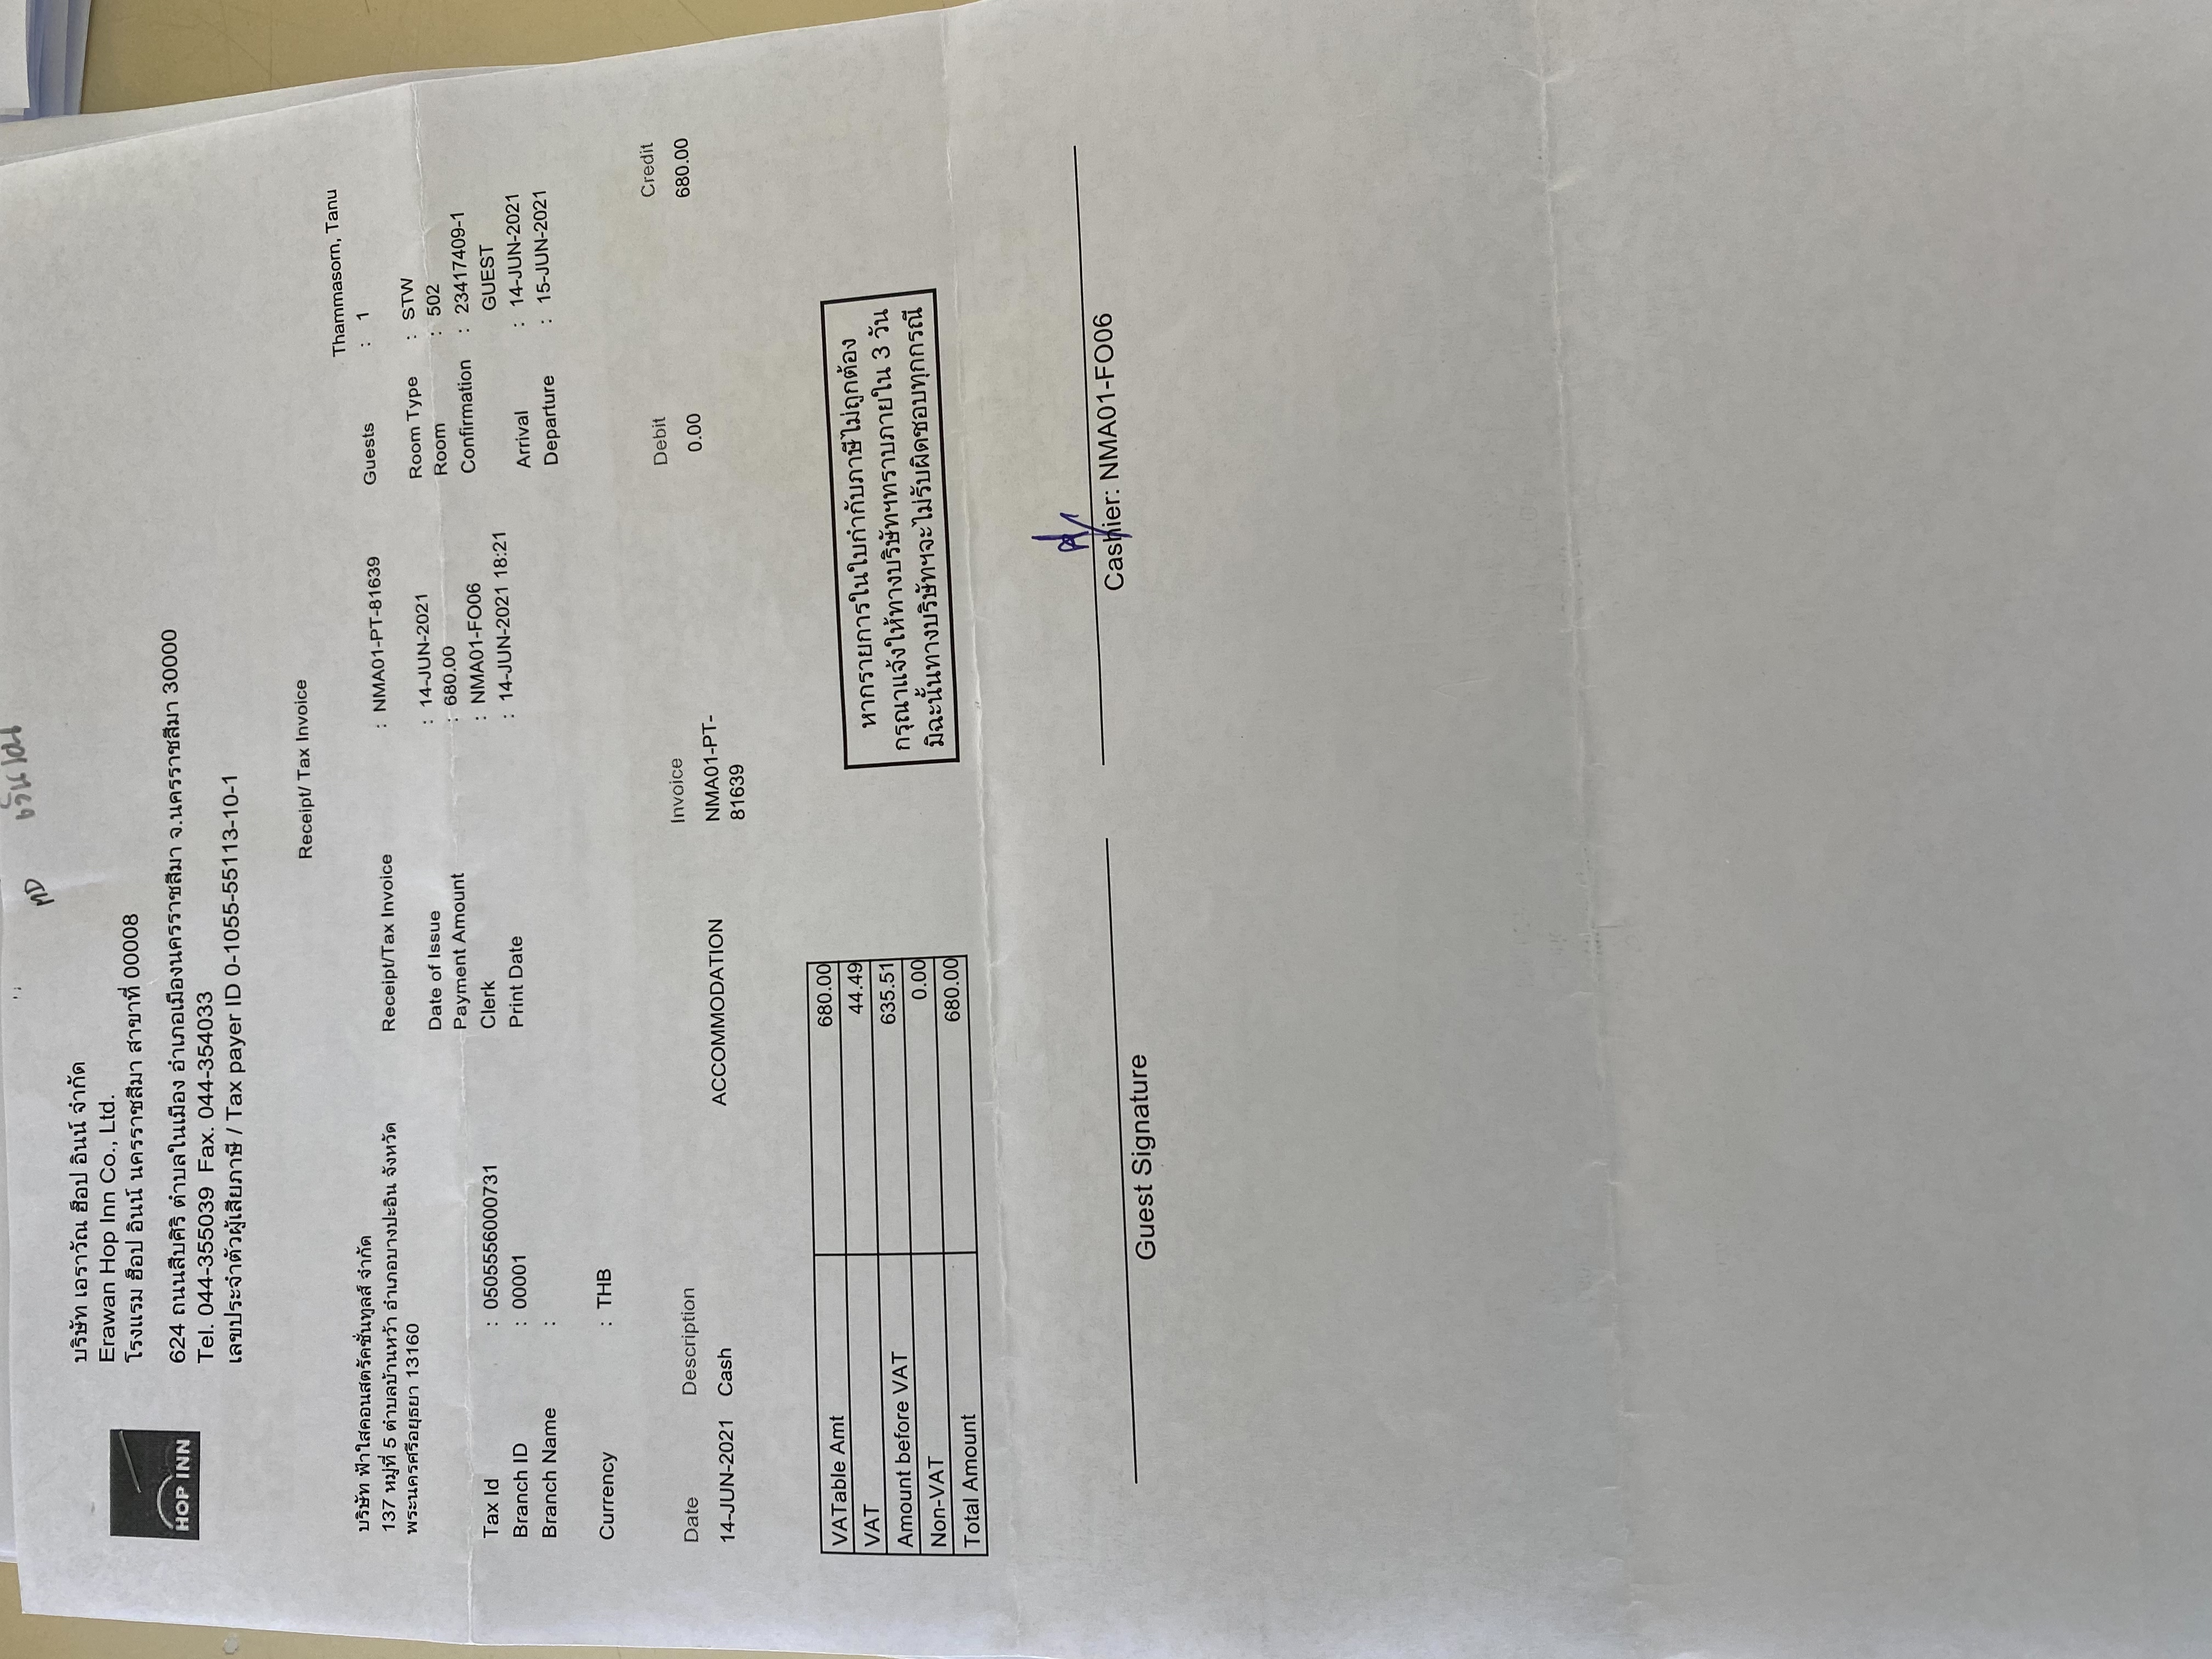 MD
บริษัท เอราวัณ ฮ็อป อินน์ จำกัด
Erawan Hop Inn Co., Ltd.
โรงแรม ฮ็อป อินน์ นครราชสีมา สาขาที่ 00008
HOP INN
624 ถนนสืบศิริ ตำบลในเมือง อำเภอเมืองนครราชสีมา จ.นครราชสีมา 30000
Tel. 044-355039 Fax. 044-354033
เลขประจำตัวผู้เสียภาษี / Tax payer ID 0-1055-55113-10-1
Receipt/ Tax Invoice
บริษัท ฟ้าใสคอนสตรัคชั่นทูลส์ จำกัด
137 หมู่ที่ 5 ตำบลบ้านหว้า อำเภอบางปะอิน จังหวัด
พระนครศรีอยุธยา 13160
Tax Id : 0505556000731
Branch ID : 00001
Branch Name :
Currency : THB
Receipt/Tax Invoice : NMA01-PT-81639
Date of Issue : 14-JUN-2021
Payment Amount : 680.00
Clerk : NMA01-FO06
Print Date : 14-JUN-2021 18:21
Thammasorn, Tanu
Guests : 1
Room Type : STW
Room : 502
Confirmation : 23417409-1
GUEST
Arrival : 14-JUN-2021
Departure : 15-JUN-2021
Date Description Invoice Debit Credit
14-JUN-2021 Cash ACCOMMODATION NMA01-PT- 0.00 680.00
81639
VATable Amt 680.00
VAT 44.49
Amount before VAT 635.51
Non-VAT 0.00
Total Amount 680.00
หากรายการในใบกำกับภาษีไม่ถูกต้อง
กรุณาแจ้งให้ทางบริษัทฯทราบภายใน 3 วัน
มิฉะนั้นทางบริษัทฯจะไม่รับผิดชอบทุกกรณี
Guest Signature
Cashier: NMA01-FO06